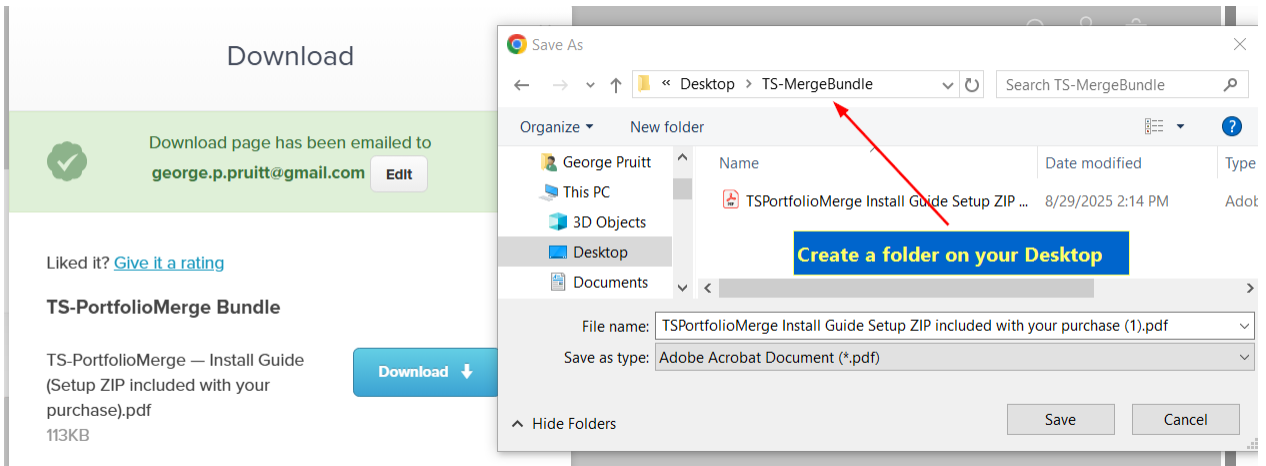 Download
Download page has been emailed to
george.p.pruitt@gmail.com Edit
Liked it? Give it a rating
TS-PortfolioMerge Bundle
TS-PortfolioMerge — Install Guide
(Setup ZIP included with your
purchase).pdf
113KB
Download
Save As
« Desktop > TS-MergeBundle
Search TS-MergeBundle
Organize New folder
?
George Pruitt
This PC
3D Objects
Desktop
Documents
Name Date modified Type
TSPortfolioMerge Install Guide Setup ZIP ... 8/29/2025 2:14 PM Adob
Create a folder on your Desktop
File name: TSPortfolioMerge Install Guide Setup ZIP included with your purchase (1).pdf
Save as type: Adobe Acrobat Document (*.pdf)
Hide Folders
Save Cancel